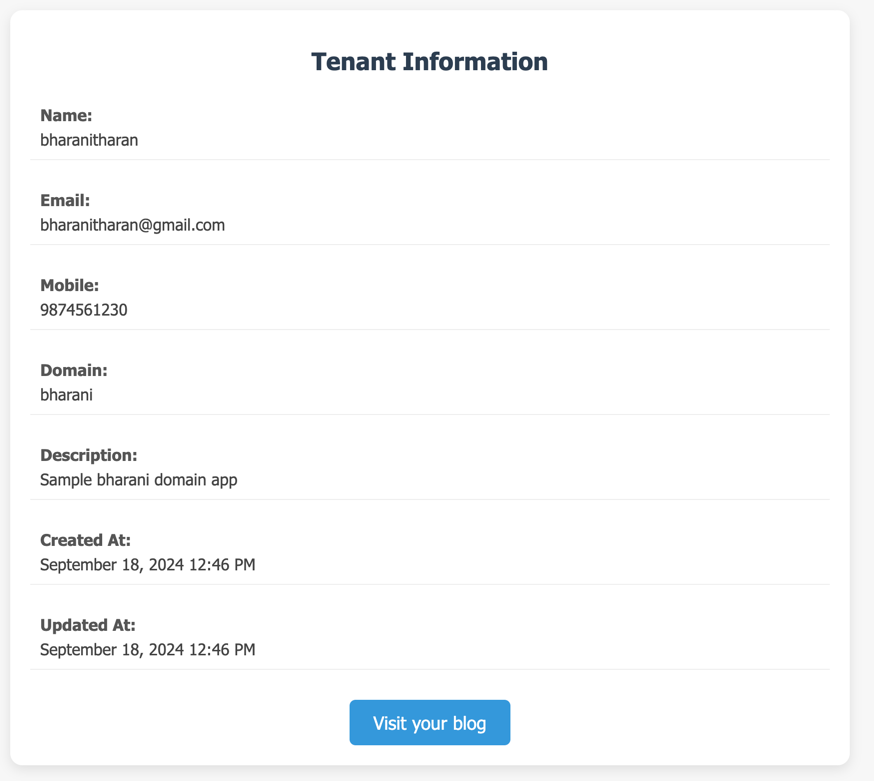 Tenant Information
Name:
bharanitharan
Email:
bharanitharan@gmail.com
Mobile:
9874561230
Domain:
bharani
Description:
Sample bharani domain app
Created At:
September 18, 2024 12:46 PM
Updated At:
September 18, 2024 12:46 PM
Visit your blog